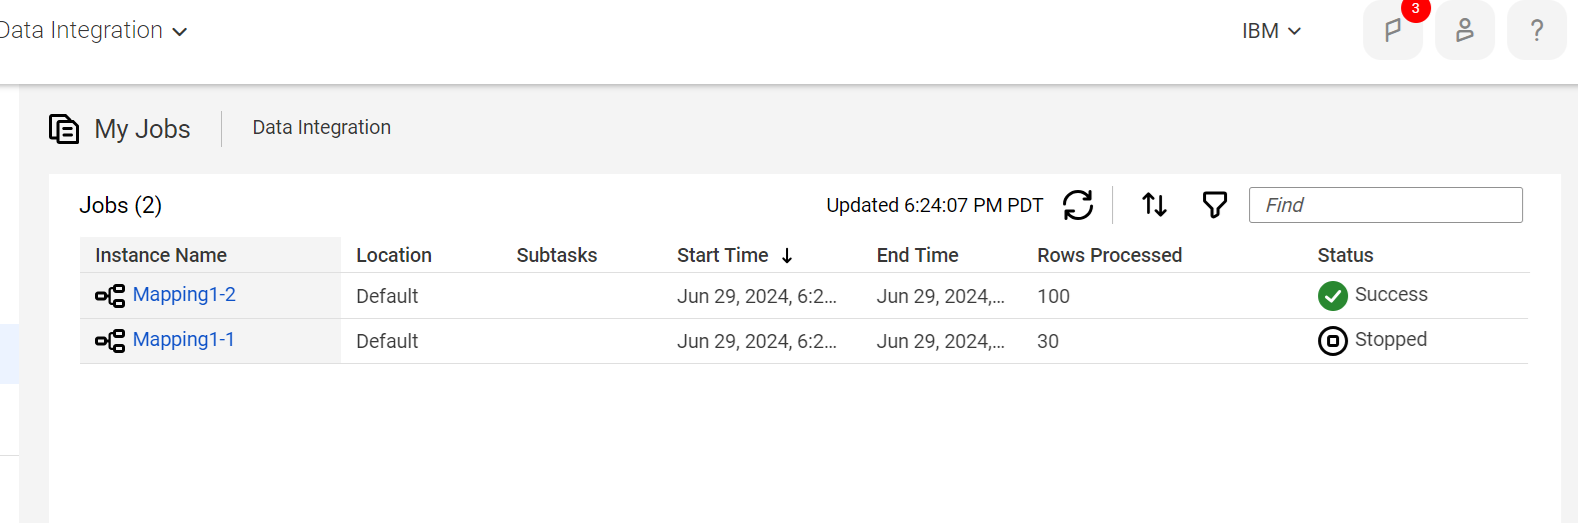 Data Integration
IBM
3
?
My Jobs
Data Integration
Jobs (2)
Updated 6:24:07 PM PDT
Find
Instance Name Location Subtasks Start Time ↓ End Time Rows Processed Status
Mapping1-2 Default Jun 29, 2024, 6:2... Jun 29, 2024,... 100 Success
Mapping1-1 Default Jun 29, 2024, 6:2... Jun 29, 2024,... 30 Stopped